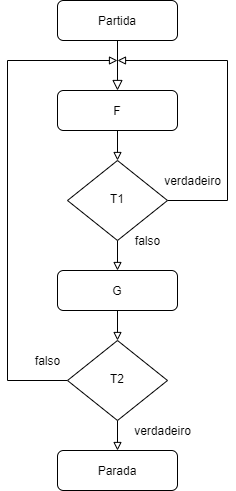 Partida
F
T1
verdadeiro
falso
G
T2
falso
verdadeiro
Parada